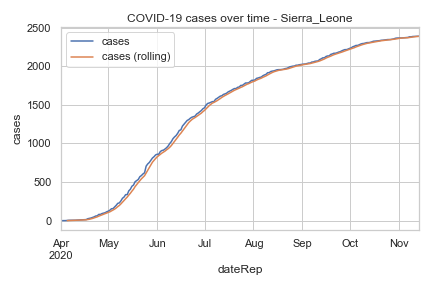 COVID-19 cases over time - Sierra_Leone
cases
cases (rolling)
2500
2000
1500
1000
500
0
cases
Apr May Jun Jul Aug Sep Oct Nov
2020
dateRep